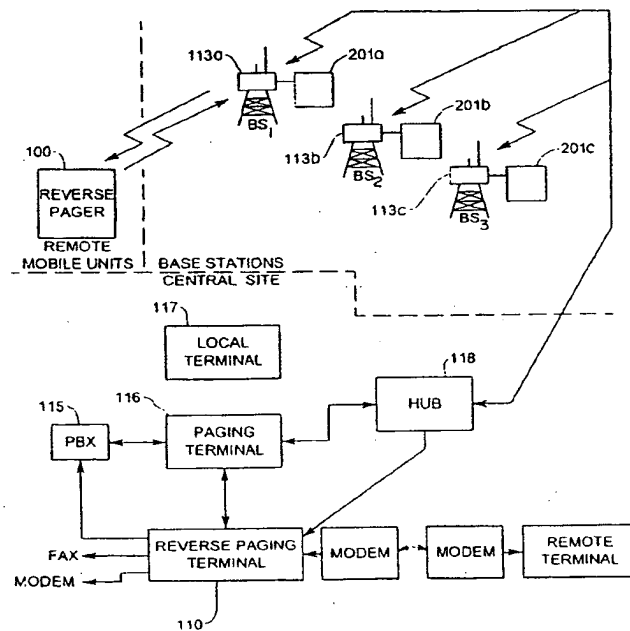 113a
201a
BS1
201b
113b
BS2
201c
113c
BS3
100
REVERSE
PAGER
REMOTE
MOBILE UNITS
BASE STATIONS
CENTRAL SITE
117
LOCAL
TERMINAL
118
HUB
115
PBX
116
PAGING
TERMINAL
REVERSE PAGING
TERMINAL
MODEM
MODEM
REMOTE
TERMINAL
FAX
MODEM
110